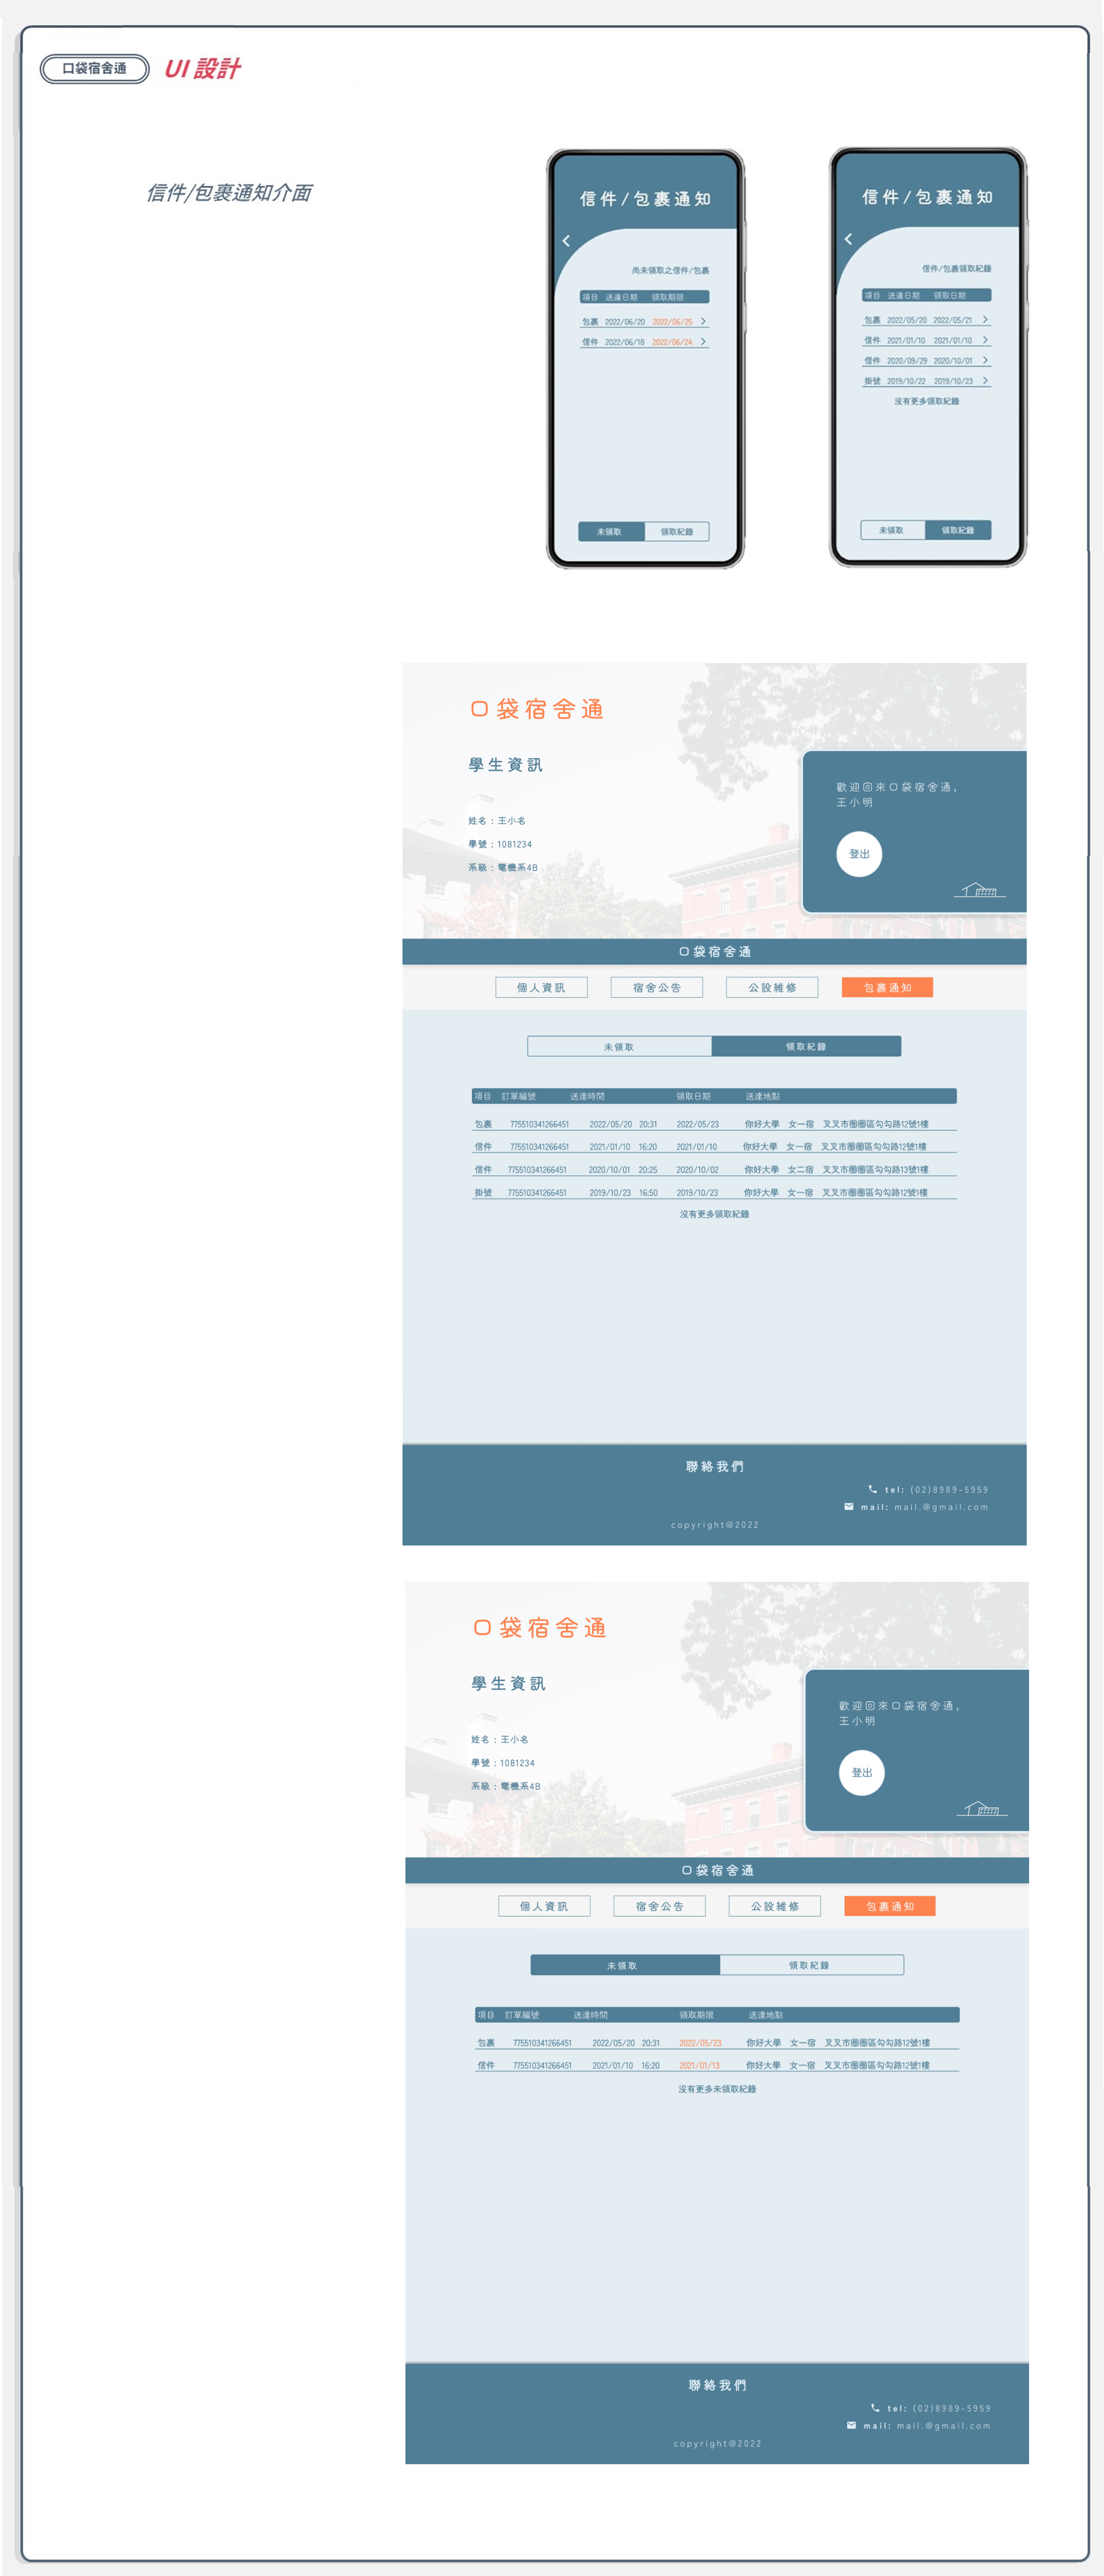 口袋宿舍通 UI 設計
信件/包裹通知介面
信件/包裹通知
尚未領取之信件/包裹
項目 送達日期 領取期限
包裹 2022/06/20 2022/06/25
信件 2022/06/18 2022/06/24
未領取 領取紀錄
信件/包裹通知
信件/包裹領取紀錄
項目 送達日期 領取日期
包裹 2022/05/20 2022/05/21
信件 2021/01/10 2021/01/10
信件 2020/09/29 2020/10/01
掛號 2019/10/22 2019/10/23
沒有更多領取紀錄
未領取 領取紀錄
口袋宿舍通
學生資訊
姓名：王小名
學號：1081234
系級：電機系4B
歡迎回來口袋宿舍通,
王小明
登出
口袋宿舍通
個人資訊 宿舍公告 公設維修 包裹通知
未領取 領取紀錄
項目 訂單編號 送達時間 領取日期 送達地點
包裹 775510341266451 2022/05/20 20:31 2022/05/23 你好大學 女一宿 叉叉市圈圈區勾勾路12號1樓
信件 775510341266451 2021/01/10 16:20 2021/01/10 你好大學 女一宿 叉叉市圈圈區勾勾路12號1樓
信件 775510341266451 2020/10/01 20:25 2020/10/02 你好大學 女二宿 叉叉市圈圈區勾勾路13號1樓
掛號 775510341266451 2019/10/23 16:50 2019/10/23 你好大學 女一宿 叉叉市圈圈區勾勾路12號1樓
沒有更多領取紀錄
聯絡我們
tel: (02)8989-5959
mail: mail.@gmail.com
copyright@2022
口袋宿舍通
學生資訊
姓名：王小名
學號：1081234
系級：電機系4B
歡迎回來口袋宿舍通,
王小明
登出
口袋宿舍通
個人資訊 宿舍公告 公設維修 包裹通知
未領取 領取紀錄
項目 訂單編號 送達時間 領取期限 送達地點
包裹 775510341266451 2022/05/20 20:31 2022/05/23 你好大學 女一宿 叉叉市圈圈區勾勾路12號1樓
信件 775510341266451 2021/01/10 16:20 2021/01/13 你好大學 女一宿 叉叉市圈圈區勾勾路12號1樓
沒有更多未領取紀錄
聯絡我們
tel: (02)8989-5959
mail: mail.@gmail.com
copyright@2022